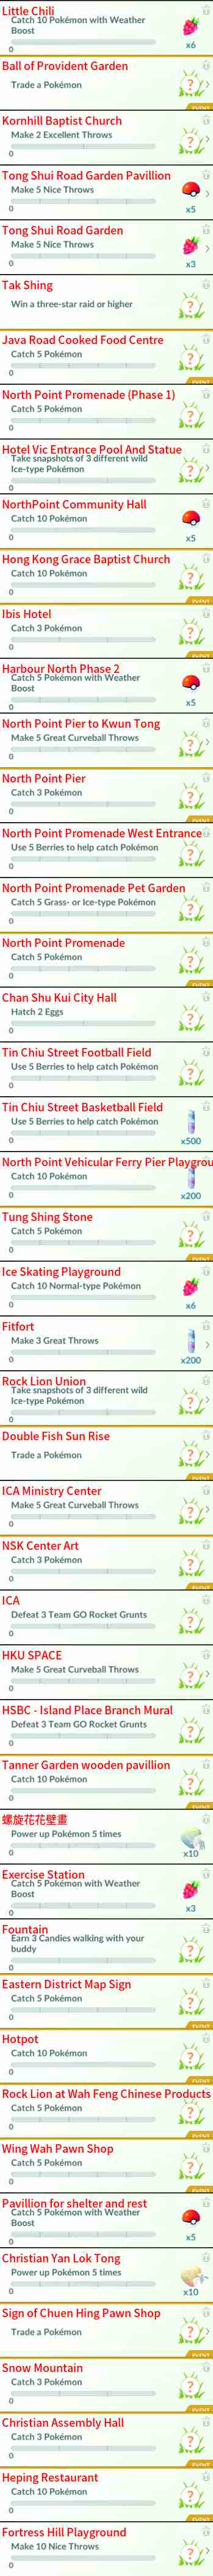 Little Chili
Catch 10 Pokémon with Weather
Boost
0
x6
Ball of Provident Garden
Trade a Pokémon
EVENT
Kornhill Baptist Church
Make 2 Excellent Throws
0
Tong Shui Road Garden Pavillion
Make 5 Nice Throws
0
x5
Tong Shui Road Garden
Make 5 Nice Throws
0
x3
Tak Shing
Win a three-star raid or higher
Java Road Cooked Food Centre
Catch 5 Pokémon
0
EVENT
North Point Promenade (Phase 1)
Catch 5 Pokémon
0
EVENT
Hotel Vic Entrance Pool And Statue
Take snapshots of 3 different wild
Ice-type Pokémon
0
EVENT
NorthPoint Community Hall
Catch 10 Pokémon
0
x5
Hong Kong Grace Baptist Church
Catch 10 Pokémon
0
EVENT
Ibis Hotel
Catch 3 Pokémon
0
Harbour North Phase 2
Catch 5 Pokémon with Weather
Boost
0
x5
North Point Pier to Kwun Tong
Make 5 Great Curveball Throws
0
North Point Pier
Catch 3 Pokémon
0
EVENT
North Point Promenade West Entrance
Use 5 Berries to help catch Pokémon
0
North Point Promenade Pet Garden
Catch 5 Grass- or Ice-type Pokémon
0
EVENT
North Point Promenade
Catch 5 Pokémon
0
Chan Shu Kui City Hall
Hatch 2 Eggs
0
Tin Chiu Street Football Field
Use 5 Berries to help catch Pokémon
0
Tin Chiu Street Basketball Field
Use 5 Berries to help catch Pokémon
0
x500
North Point Vehicular Ferry Pier Playgrou
Catch 10 Pokémon
0
x200
Tung Shing Stone
Catch 5 Pokémon
0
EVENT
Ice Skating Playground
Catch 10 Normal-type Pokémon
0
x6
Fitfort
Make 3 Great Throws
0
x200
Rock Lion Union
Take snapshots of 3 different wild
Ice-type Pokémon
0
EVENT
Double Fish Sun Rise
Trade a Pokémon
EVENT
ICA Ministry Center
Make 5 Great Curveball Throws
0
NSK Center Art
Catch 3 Pokémon
0
ICA
Defeat 3 Team GO Rocket Grunts
0
HKU SPACE
Make 5 Great Curveball Throws
0
HSBC - Island Place Branch Mural
Defeat 3 Team GO Rocket Grunts
0
Tanner Garden wooden pavillion
Catch 10 Pokémon
0
EVENT
螺旋花花壁畫
Power up Pokémon 5 times
0
x10
Exercise Station
Catch 5 Pokémon with Weather
Boost
0
x3
Fountain
Earn 3 Candies walking with your
buddy
0
Eastern District Map Sign
Catch 5 Pokémon
0
EVENT
Hotpot
Catch 10 Pokémon
0
EVENT
Rock Lion at Wah Feng Chinese Products
Catch 5 Pokémon
0
EVENT
Wing Wah Pawn Shop
Catch 5 Pokémon
0
EVENT
Pavillion for shelter and rest
Catch 5 Pokémon with Weather
Boost
0
x5
Christian Yan Lok Tong
Power up Pokémon 5 times
0
x10
Sign of Chuen Hing Pawn Shop
Trade a Pokémon
EVENT
Snow Mountain
Catch 3 Pokémon
0
EVENT
Christian Assembly Hall
Catch 3 Pokémon
0
EVENT
Heping Restaurant
Catch 10 Pokémon
0
EVENT
Fortress Hill Playground
Make 10 Nice Throws
0